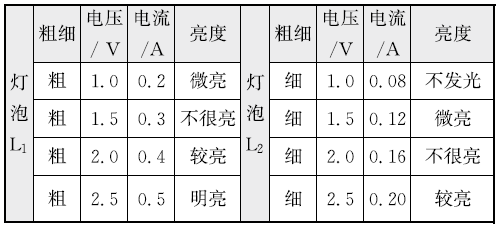 灯泡L₁ 粗细 电压/V 电流/A 亮度 灯泡L₂ 粗细 电压/V 电流/A 亮度
粗 1.0 0.2 微亮 细 1.0 0.08 不发光
粗 1.5 0.3 不很亮 细 1.5 0.12 微亮
粗 2.0 0.4 较亮 细 2.0 0.16 不很亮
粗 2.5 0.5 明亮 细 2.5 0.20 较亮